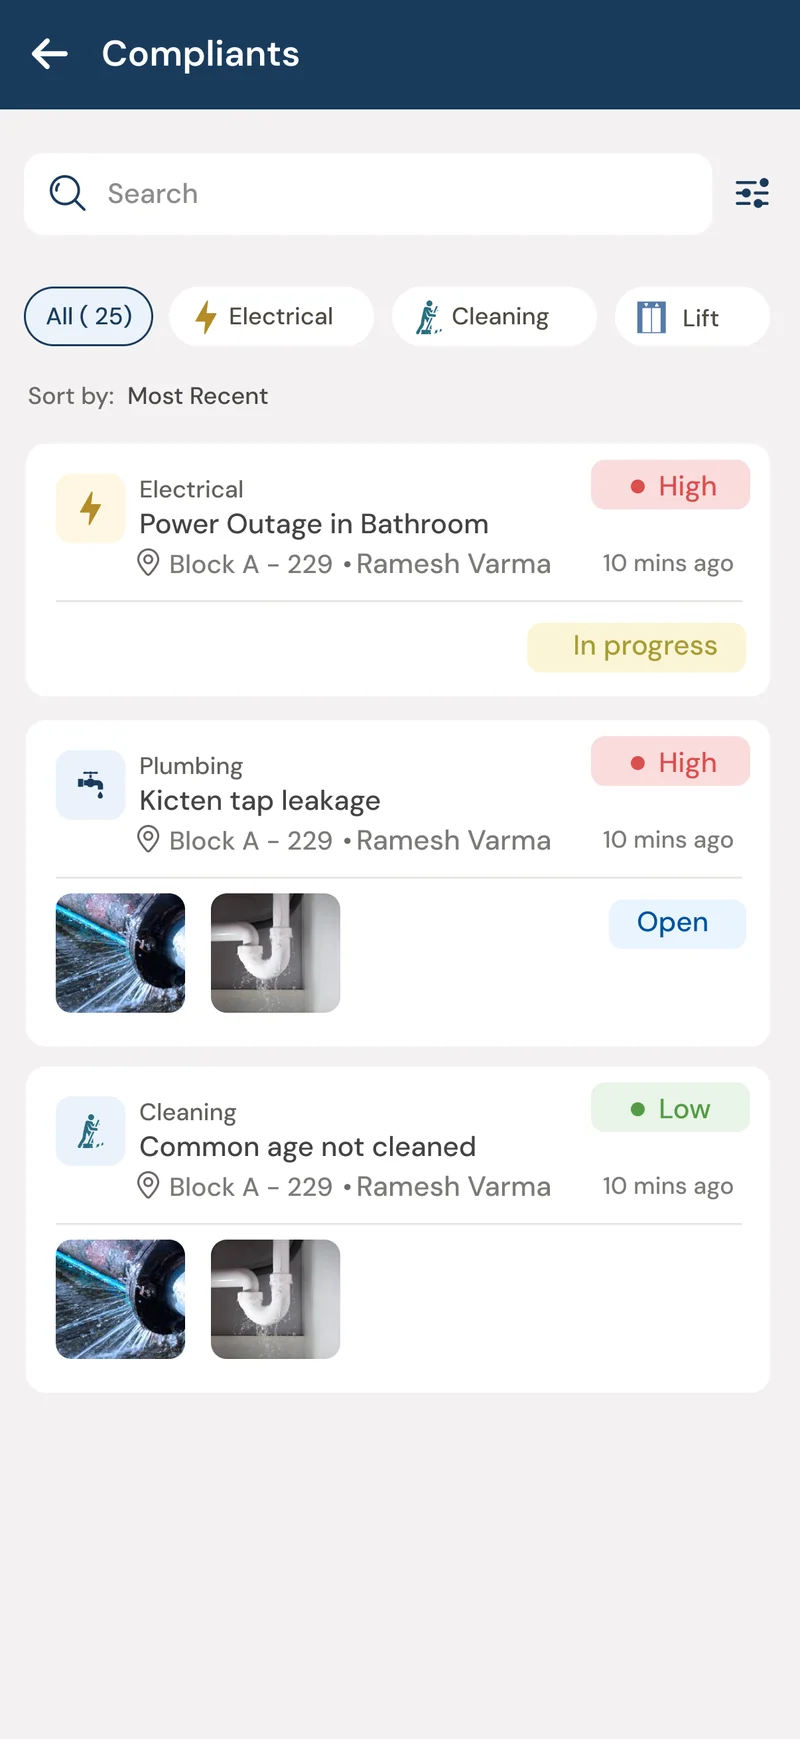 Compliants
Search
All ( 25)
Electrical
Cleaning
Lift
Sort by: Most Recent
Electrical
High
Power Outage in Bathroom
Block A - 229 • Ramesh Varma
10 mins ago
In progress
Plumbing
High
Kicten tap leakage
Block A - 229 • Ramesh Varma
10 mins ago
Open
Cleaning
Low
Common age not cleaned
Block A - 229 • Ramesh Varma
10 mins ago